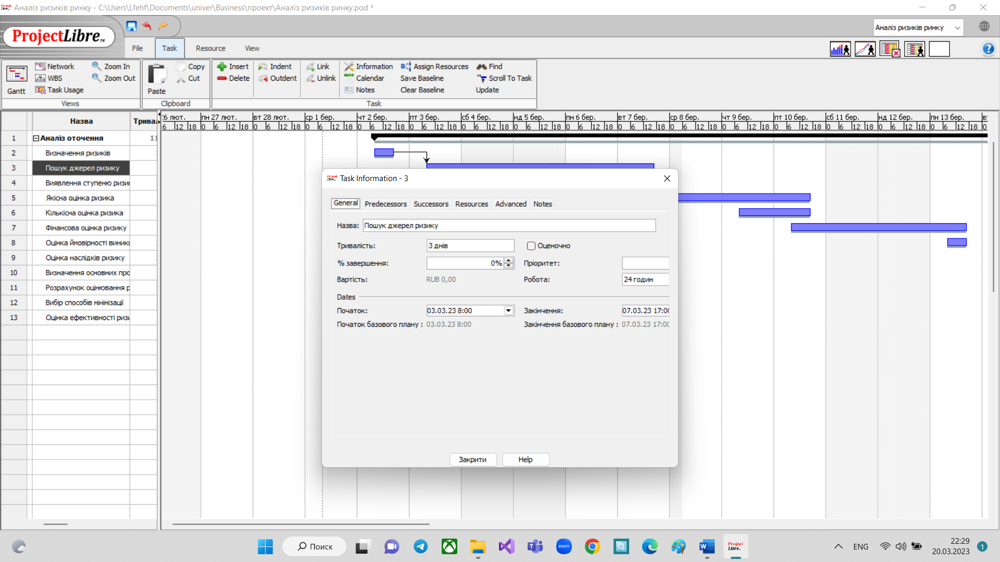 Аналіз ризиків ринку - C:\Users\Lfehf\Documents\univer\Business\проект\Аналіз ризиків ринку.pod *
ProjectLibre TM
Аналіз ризиків ринку
File Task Resource View
Gantt
Network
WBS
Task Usage
Zoom In
Zoom Out
Views
Paste
Copy
Cut
Clipboard
Insert
Delete
Indent
Outdent
Link
Unlink
Information
Calendar
Notes
Assign Resources
Save Baseline
Clear Baseline
Find
Scroll To Task
Update
Task
Назва Тривал
6 лют. пн 27 лют. вт 28 лют. ср 1 бер. чт 2 бер. пт 3 бер. сб 4 бер. нд 5 бер. пн 6 бер. вт 7 бер. ср 8 бер. чт 9 бер. пт 10 бер. сб 11 бер. нд 12 бер. пн 13 бер. в
6 12 18 0 6 12 18 0 6 12 18 0 6 12 18 0 6 12 18 0 6 12 18 0 6 12 18 0 6 12 18 0 6 12 18 0 6 12 18 0 6 12 18 0 6 12 18 0 6 12 18 0 6 12 18 0 6 12 18 0 6 12 18 0
1 Аналіз оточення 11
2 Визначення ризиків
3 Пошук джерел ризику
4 Виявлення ступеню ризи
5 Якісна оцінка ризика
6 Кількісна оцінка ризика
7 Фінансова оцінка ризику
8 Оцінка ймовірності виник
9 Оцінка наслідків ризику
10 Визначення основних про
11 Розрахунок оцінювання р
12 Вибір способів мінімізації
13 Оцінка ефективності ризи
Task Information - 3
General Predecessors Successors Resources Advanced Notes
Назва: Пошук джерел ризику
Тривалість: 3 днів Оценочно
% завершення: 0% Пріоритет:
Вартість: RUB 0,00 Робота: 24 годин
Dates
Початок: 03.03.23 8:00 Закінчення: 07.03.23 17:00
Початок базового плану : 03.03.23 8:00 Закінчення базового плану : 07.03.23 17:00
Закрити Help
Поиск
zoom
Project Libre
ENG
22:29
20.03.2023
1